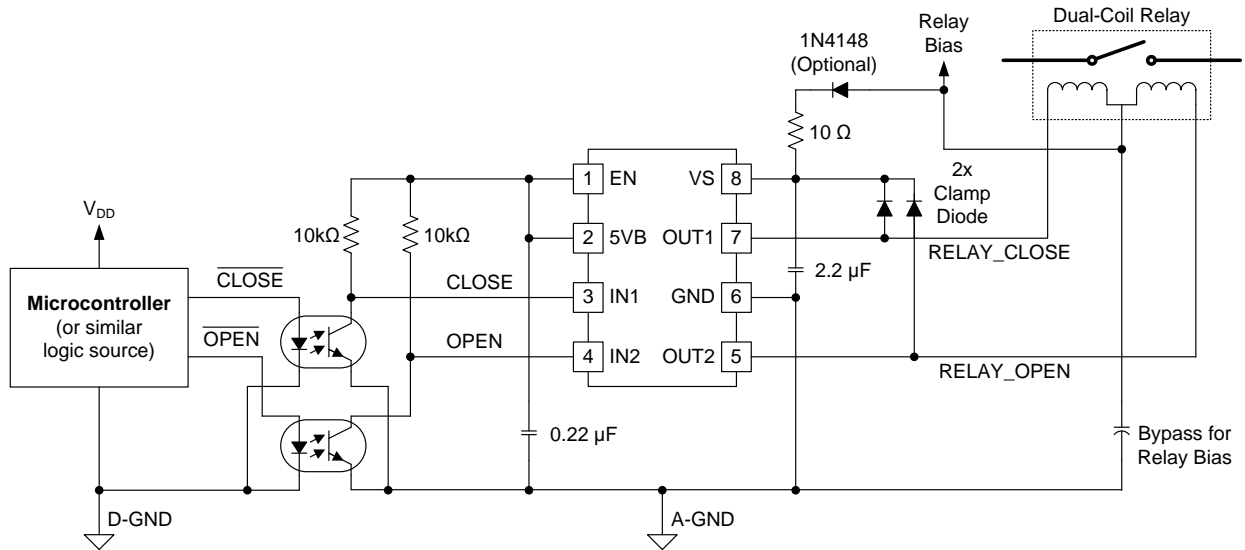 Dual-Coil Relay
Relay
Bias
1N4148
(Optional)
10 Ω
1
EN
VS
8
2x
Clamp
Diode
V_DD
10kΩ
10kΩ
2
5VB
OUT1
7
RELAY_CLOSE
Microcontroller
(or similar
logic source)
CLOSE
CLOSE
3
IN1
GND
6
2.2 µF
OPEN
OPEN
4
IN2
OUT2
5
RELAY_OPEN
0.22 µF
Bypass for
Relay Bias
D-GND
A-GND